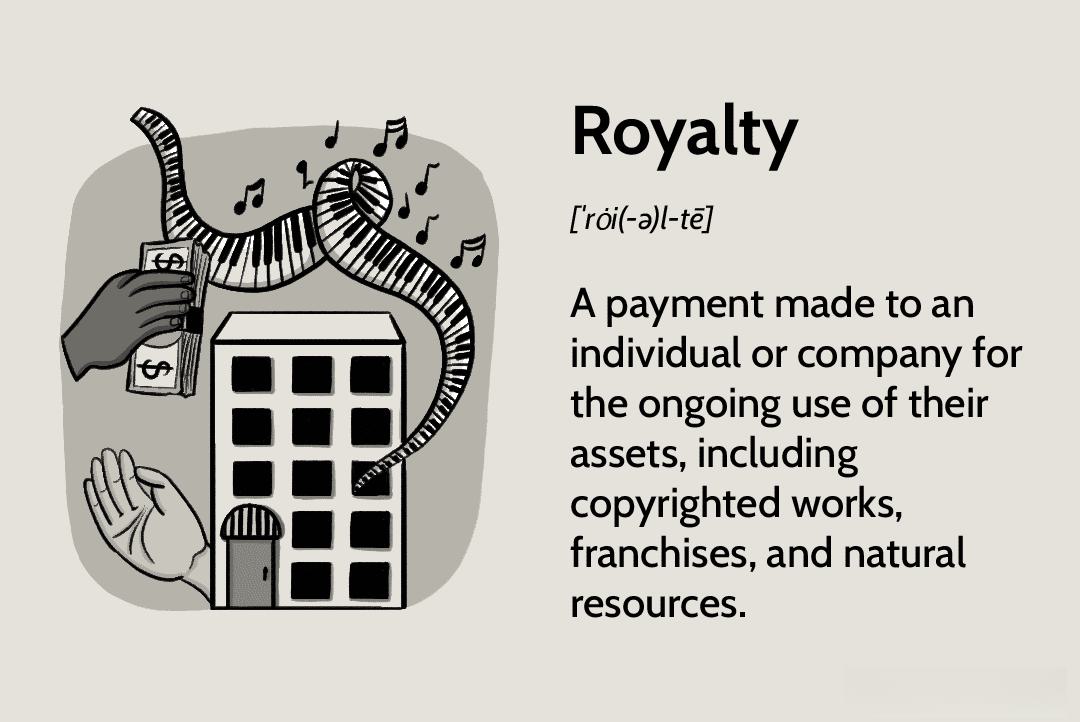 Royalty
[ˈrȯi(-ə)l-tē]
A payment made to an
individual or company for
the ongoing use of their
assets, including
copyrighted works,
franchises, and natural
resources.
$
$